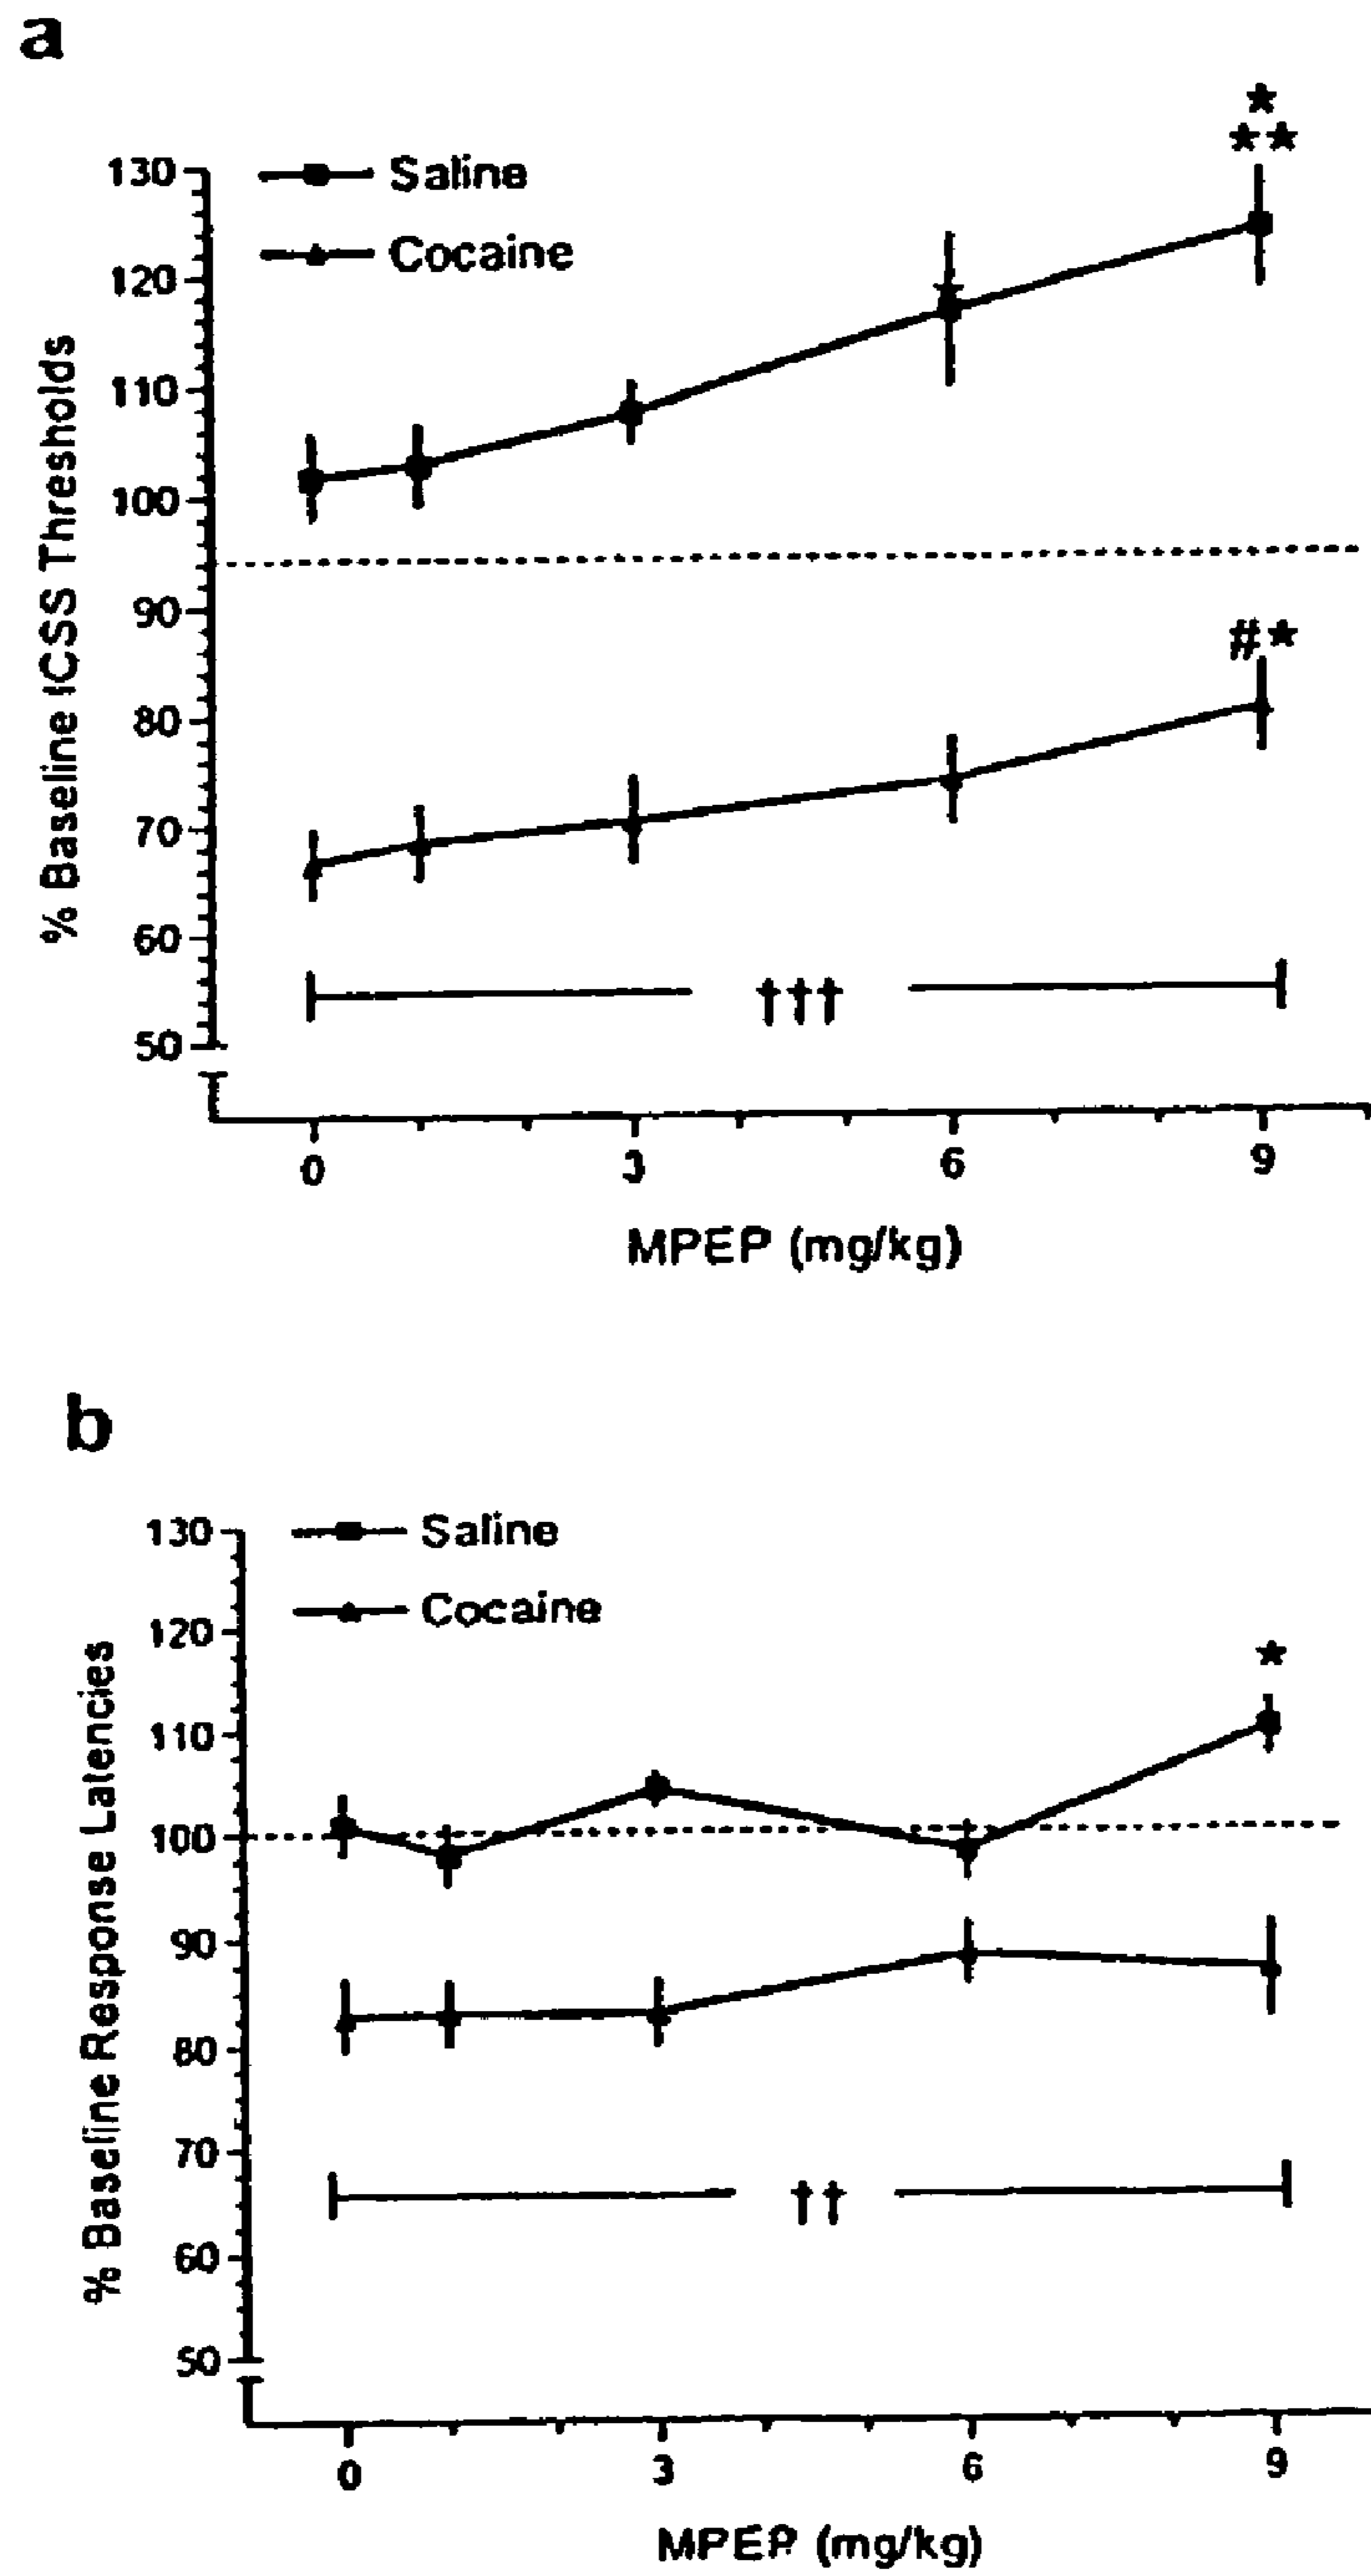 a
*
**
130
Saline
Cocaine
120
*
110
100
90
#*
80
70
60
†††
50
0 3 6 9
MPEP (mg/kg)
% Baseline ICSS Thresholds
b
130
Saline
Cocaine
120
*
110
100
90
80
70
††
60
50
0 3 6 9
MPEP (mg/kg)
% Baseline Response Latencies